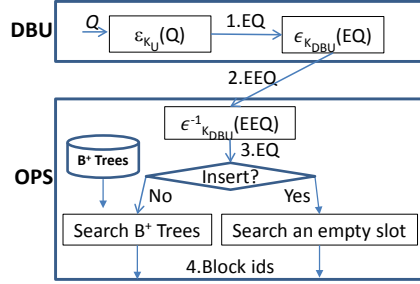 DBU
Q
ε_{K_U}(Q)
1.EQ
ϵ_{K_{DBU}}(EQ)
2.EEQ
ϵ^{-1}_{K_{DBU}}(EEQ)
3.EQ
B⁺ Trees
OPS
Insert?
No
Yes
Search B⁺ Trees
Search an empty slot
4.Block ids